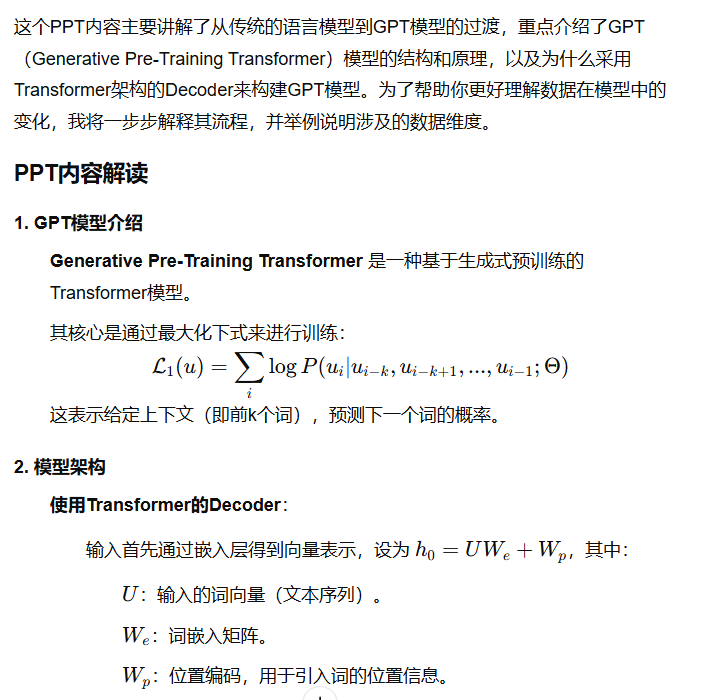 这个PPT内容主要讲解了从传统的语言模型到GPT模型的过渡，重点介绍了GPT
（Generative Pre-Training Transformer）模型的结构和原理，以及为什么采用
Transformer架构的Decoder来构建GPT模型。为了帮助你更好理解数据在模型中的
变化，我将一步步解释其流程，并举例说明涉及的数据维度。
PPT内容解读
1. GPT模型介绍
Generative Pre-Training Transformer 是一种基于生成式预训练的
Transformer模型。
其核心是通过最大化下式来进行训练：
$\mathcal{L}_1(u) = \sum_i \log P(u_i|u_{i-k}, u_{i-k+1}, ..., u_{i-1}; \Theta)$
这表示给定上下文（即前k个词），预测下一个词的概率。
2. 模型架构
使用Transformer的Decoder：
输入首先通过嵌入层得到向量表示，设为 $h_0 = UW_e + W_p$，其中：
$U$：输入的词向量（文本序列）。
$W_e$：词嵌入矩阵。
$W_p$：位置编码，用于引入词的位置信息。